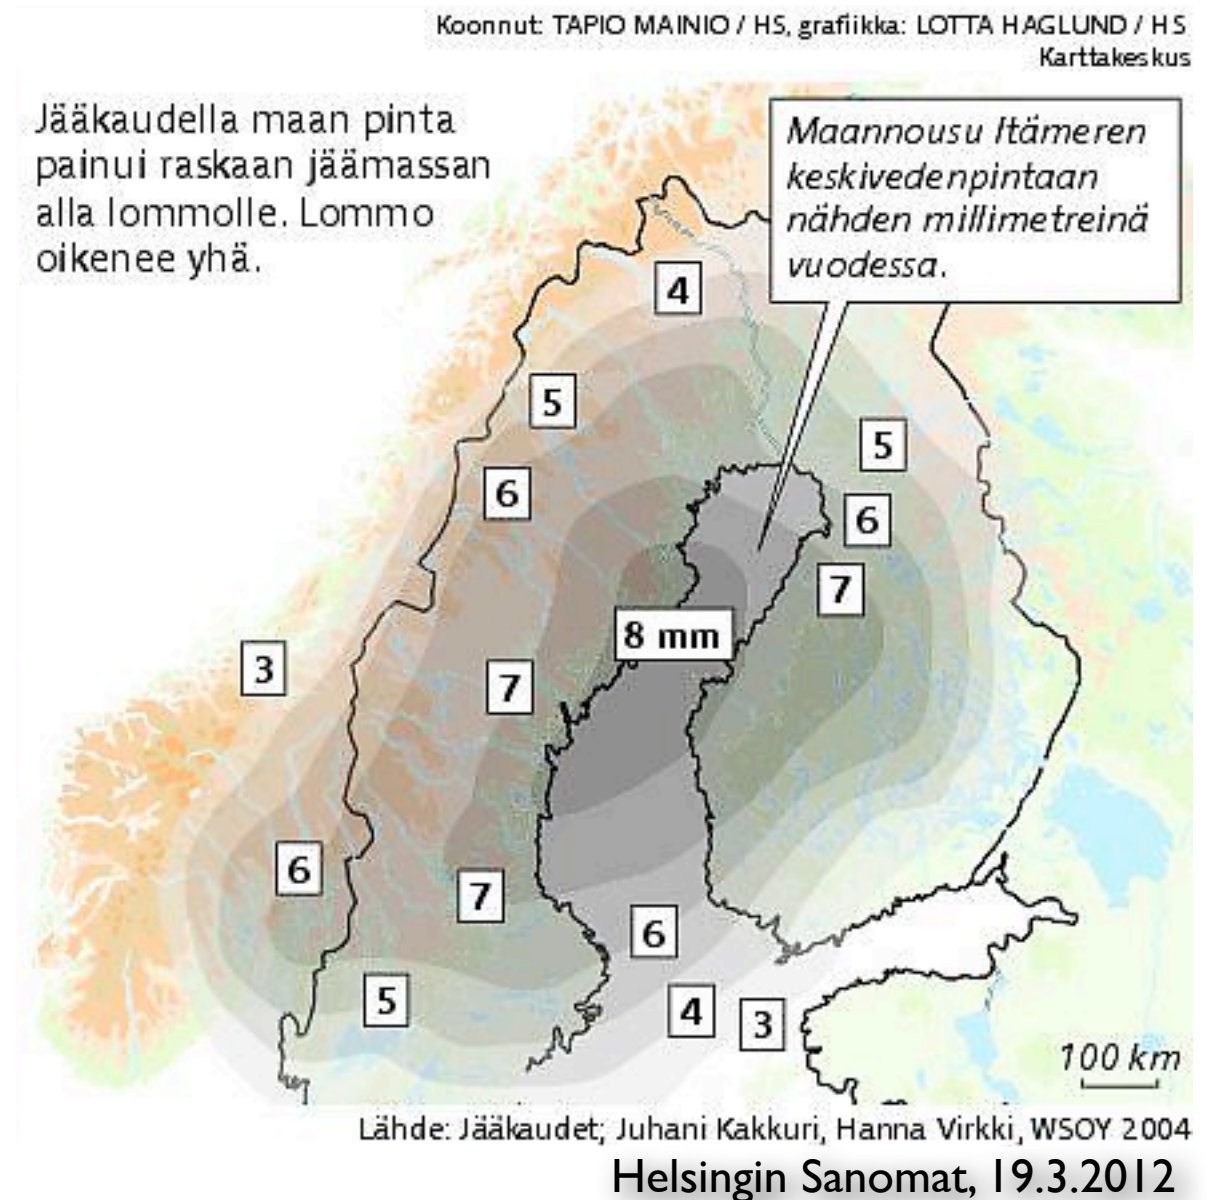 Koonnut: TAPIO MAINIO / HS, grafiikka: LOTTA HAGLUND / HS
Karttakeskus
Jääkaudella maan pinta
painui raskaan jäämassan
alla lommolle. Lommo
oikenee yhä.
Maannousu Itämeren
keskivedenpintaan
nähden millimetreinä
vuodessa.
4
5
5
6
6
7
8 mm
3
7
6
7
6
5
4
3
100 km
Lähde: Jääkaudet; Juhani Kakkuri, Hanna Virkki, WSOY 2004
Helsingin Sanomat, 19.3.2012